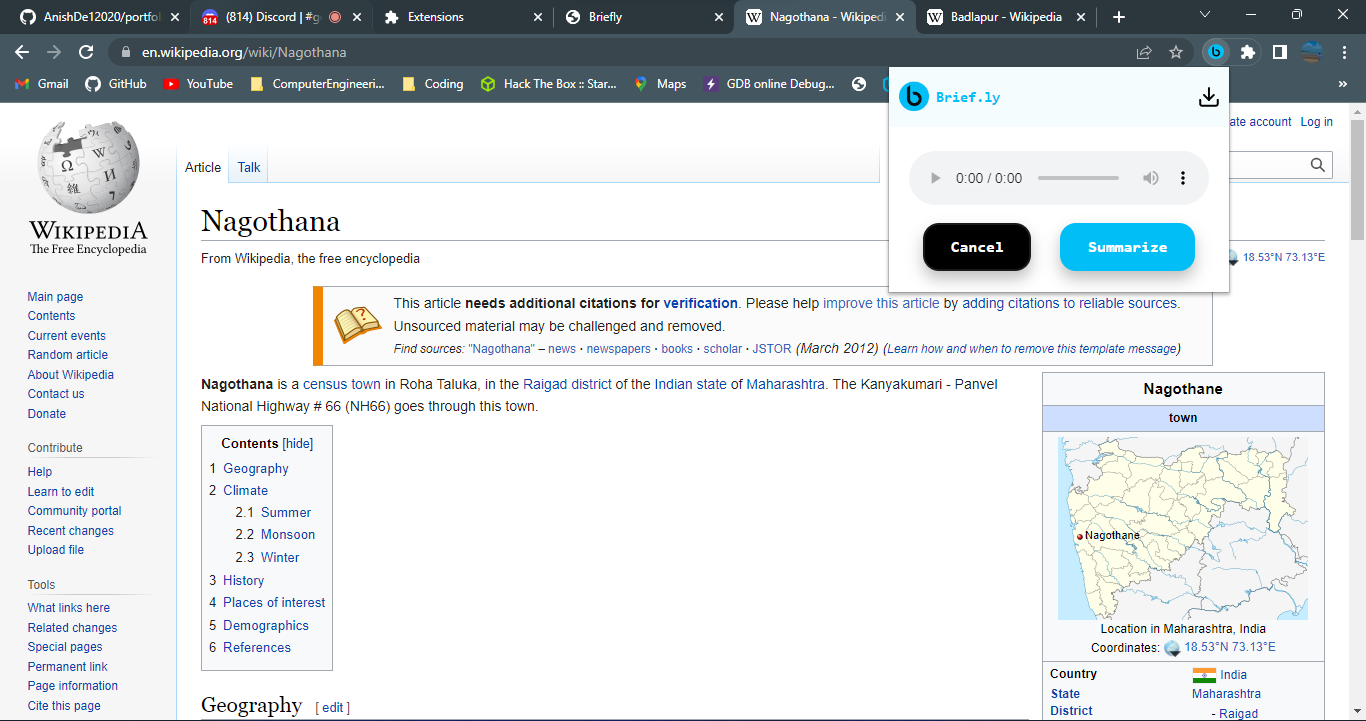 AnishDe12020/portfol
(814) Discord | #g
Extensions
Briefly
Nagothana - Wikipedi
Badlapur - Wikipedia
en.wikipedia.org/wiki/Nagothana
Gmail
GitHub
YouTube
ComputerEngineeri...
Coding
Hack The Box :: Star...
Maps
GDB online Debug...
»
Brief.ly
0:00 / 0:00
Cancel
Summarize
ate account Log in
WIKIPEDIA
The Free Encyclopedia
Main page
Contents
Current events
Random article
About Wikipedia
Contact us
Donate
Contribute
Help
Learn to edit
Community portal
Recent changes
Upload file
Tools
What links here
Related changes
Special pages
Permanent link
Page information
Cite this page
Article Talk
Nagothana
From Wikipedia, the free encyclopedia
18.53°N 73.13°E
This article needs additional citations for verification. Please help improve this article by adding citations to reliable sources.
Unsourced material may be challenged and removed.
Find sources: "Nagothana" – news · newspapers · books · scholar · JSTOR (March 2012) (Learn how and when to remove this template message)
Nagothana is a census town in Roha Taluka, in the Raigad district of the Indian state of Maharashtra. The Kanyakumari - Panvel
National Highway # 66 (NH66) goes through this town.
Contents [hide]
1 Geography
2 Climate
2.1 Summer
2.2 Monsoon
2.3 Winter
3 History
4 Places of interest
5 Demographics
6 References
Geography [ edit ]
Nagothane
town
Nagothane
Location in Maharashtra, India
Coordinates: 18.53°N 73.13°E
Country India
State Maharashtra
District - Raigad